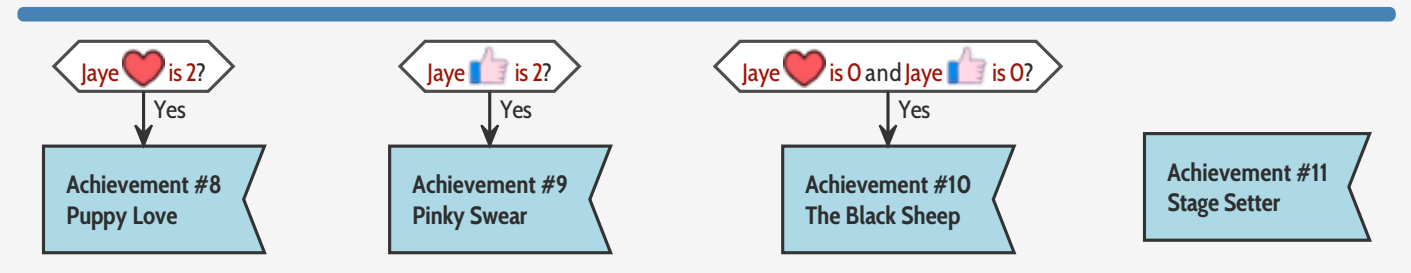 Jaye ❤️ is 2?
Jaye 👍 is 2?
Jaye ❤️ is 0 and Jaye 👍 is 0?
Yes
Yes
Yes
Achievement #8
Puppy Love
Achievement #9
Pinky Swear
Achievement #10
The Black Sheep
Achievement #11
Stage Setter